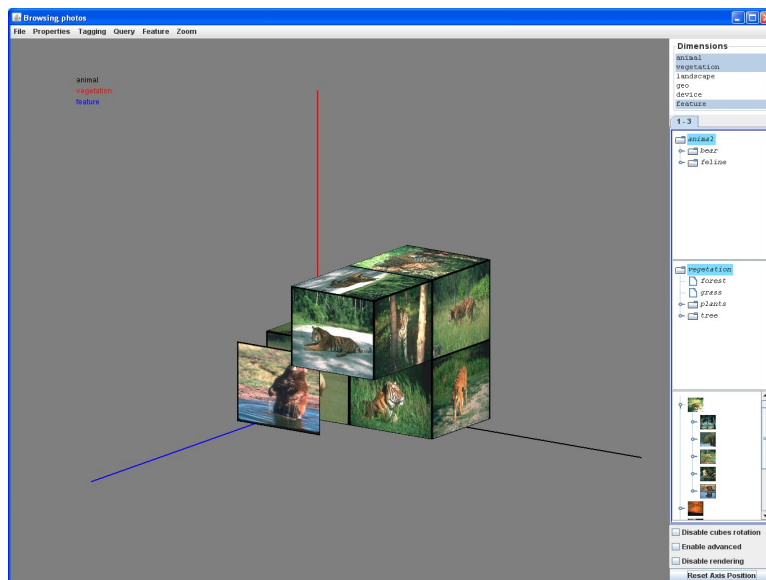 Browsing photos
File Properties Tagging Query Feature Zoom
animal
vegetation
feature
Dimensions
animal
vegetation
landscape
geo
device
feature
1 - 3
animal
bear
feline
vegetation
forest
grass
plants
tree
Disable cubes rotation
Enable advanced
Disable rendering
Reset Axis Position